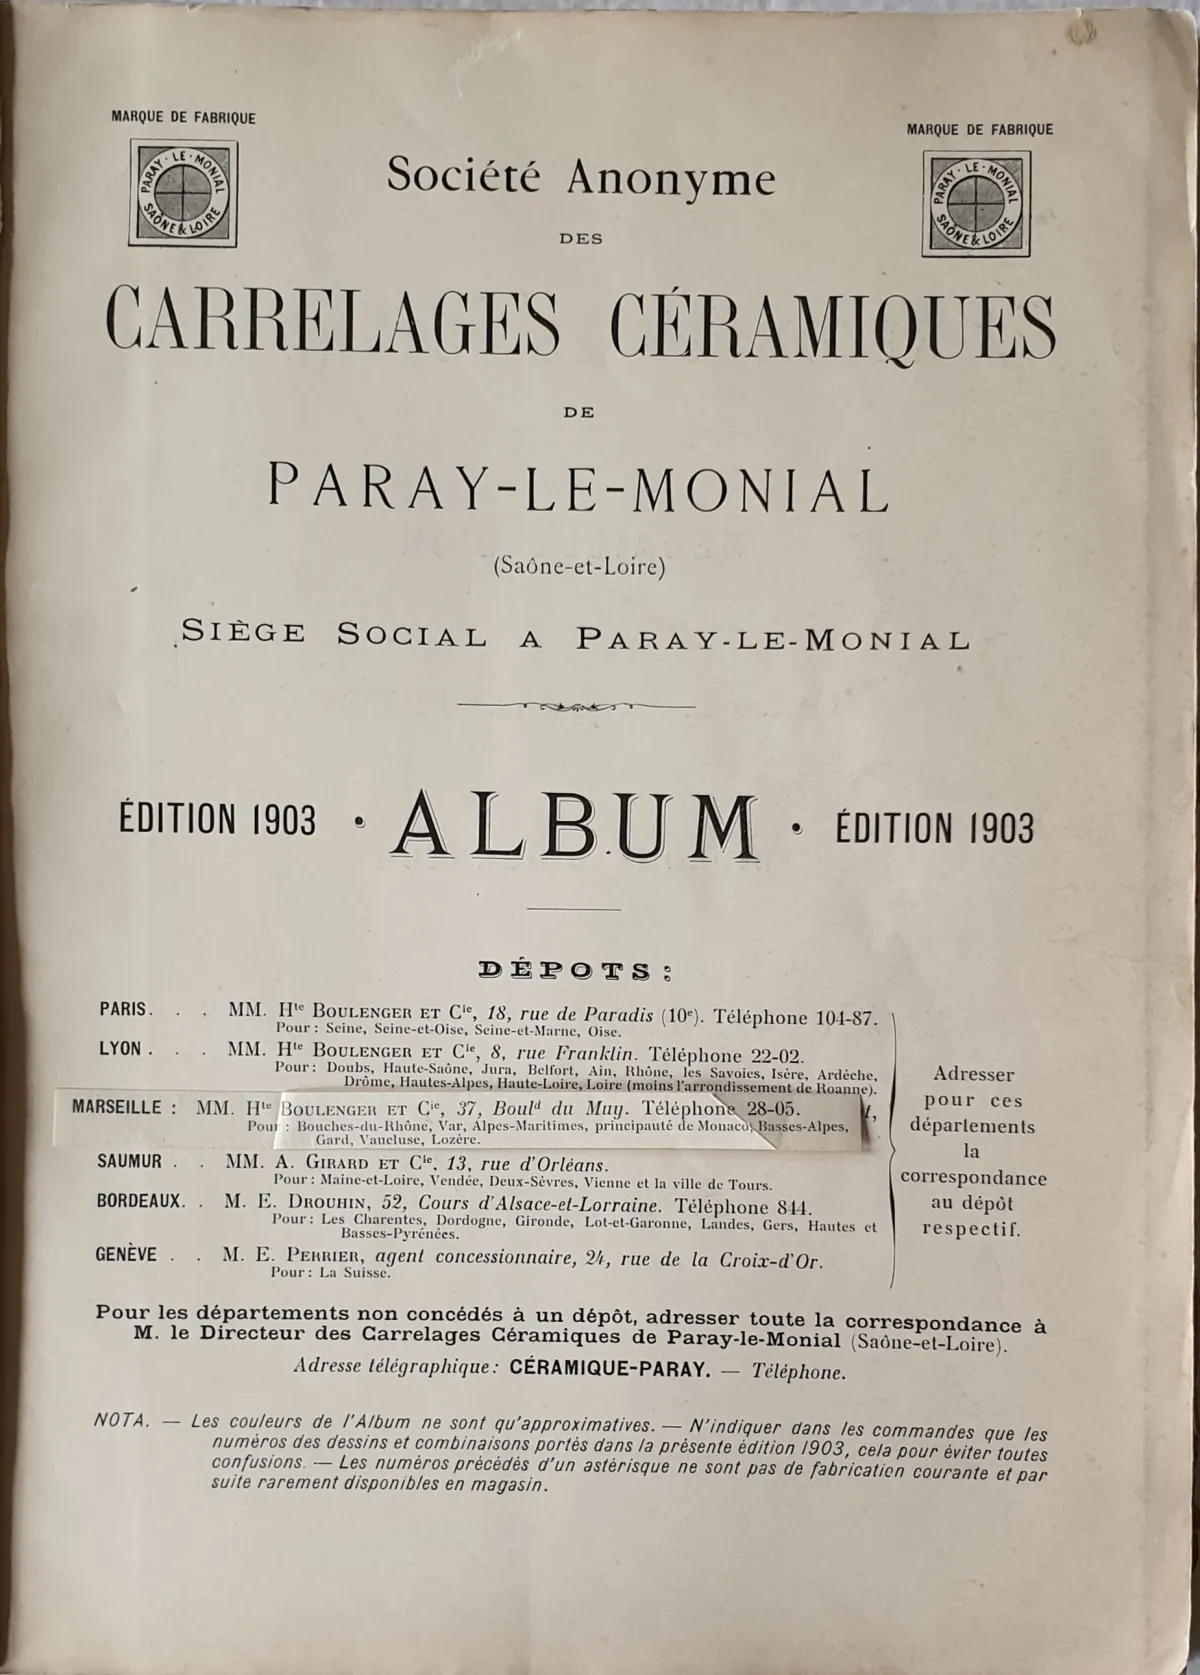 MARQUE DE FABRIQUE
MARQUE DE FABRIQUE
PARAY-LE-MONIAL SAÔNE & LOIRE
PARAY-LE-MONIAL SAÔNE & LOIRE
Société Anonyme
DES
CARRELAGES CÉRAMIQUES
DE
PARAY-LE-MONIAL
(Saône-et-Loire)
SIÈGE SOCIAL A PARAY-LE-MONIAL
ÉDITION 1903 • ALBUM • ÉDITION 1903
DÉPOTS :
PARIS. . . MM. Hte BOULENGER ET Cie, 18, rue de Paradis (10e). Téléphone 104-87.
Pour : Seine, Seine-et-Oise, Seine-et-Marne, Oise.
LYON . . . MM. Hte BOULENGER ET Cie, 8, rue Franklin. Téléphone 22-02.
Pour : Doubs, Haute-Saône, Jura, Belfort, Ain, Rhône, les Savoies, Isère, Ardèche,
Drôme, Hautes-Alpes, Haute-Loire, Loire (moins l'arrondissement de Roanne).
MARSEILLE : MM. Hte BOULENGER ET Cie, 37, Bould du Muy. Téléphone 28-05.
Pour : Bouches-du-Rhône, Var, Alpes-Maritimes, principauté de Monaco, Basses-Alpes,
Gard, Vaucluse, Lozère.
SAUMUR . . MM. A. GIRARD ET Cie, 13, rue d'Orléans.
Pour : Maine-et-Loire, Vendée, Deux-Sèvres, Vienne et la ville de Tours.
BORDEAUX. . M. E. DROUHIN, 52, Cours d'Alsace-et-Lorraine. Téléphone 844.
Pour : Les Charentes, Dordogne, Gironde, Lot-et-Garonne, Landes, Gers, Hautes et
Basses-Pyrénées.
GENÈVE . . M. E. PERRIER, agent concessionnaire, 24, rue de la Croix-d'Or.
Pour : La Suisse.
Adresser
pour ces
départements
la
correspondance
au dépôt
respectif.
Pour les départements non concédés à un dépôt, adresser toute la correspondance à
M. le Directeur des Carrelages Céramiques de Paray-le-Monial (Saône-et-Loire).
Adresse télégraphique : CÉRAMIQUE-PARAY. — Téléphone.
NOTA. — Les couleurs de l'Album ne sont qu'approximatives. — N'indiquer dans les commandes que les
numéros des dessins et combinaisons portés dans la présente édition 1903, cela pour éviter toutes
confusions. — Les numéros précédés d'un astérisque ne sont pas de fabrication courante et par
suite rarement disponibles en magasin.